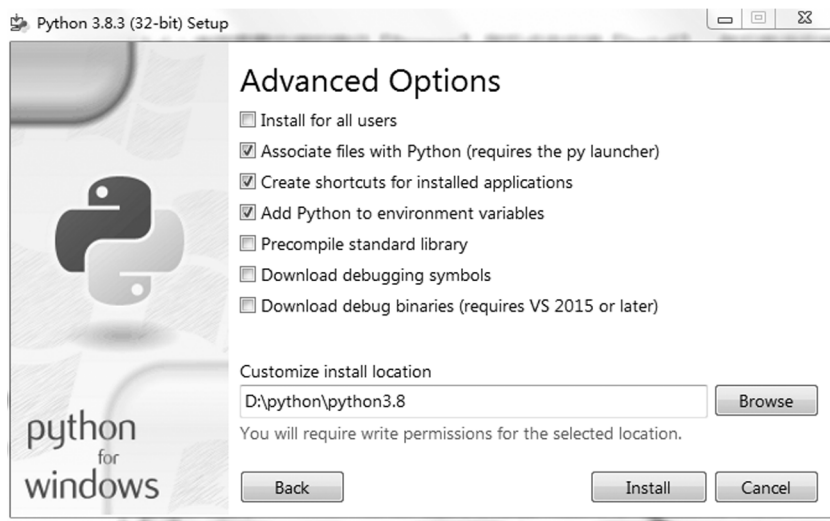 Python 3.8.3 (32-bit) Setup
Advanced Options
Install for all users
Associate files with Python (requires the py launcher)
Create shortcuts for installed applications
Add Python to environment variables
Precompile standard library
Download debugging symbols
Download debug binaries (requires VS 2015 or later)
Customize install location
D:\python\python3.8
Browse
You will require write permissions for the selected location.
python
for
windows
Back
Install
Cancel